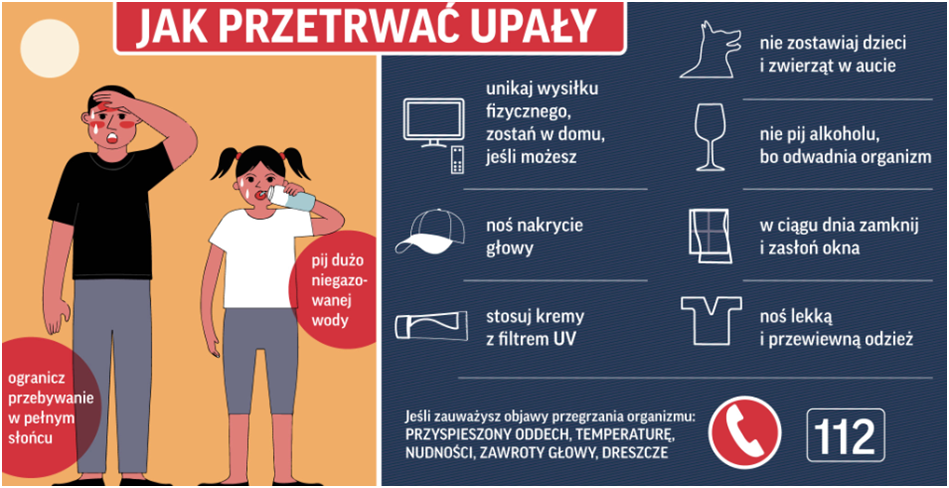 JAK PRZETRWAĆ UPAŁY
pij dużo
niegazo-
wanej
wody
ogranicz
przebywanie
w pełnym
słońcu
unikaj wysiłku
fizycznego,
zostań w domu,
jeśli możesz
noś nakrycie
głowy
stosuj kremy
z filtrem UV
nie zostawiaj dzieci
i zwierząt w aucie
nie pij alkoholu,
bo odwadnia organizm
w ciągu dnia zamknij
i zasłoń okna
noś lekką
i przewiewną odzież
Jeśli zauważysz objawy przegrzania organizmu:
PRZYSPIESZONY ODDECH, TEMPERATURĘ,
NUDNOŚCI, ZAWROTY GŁOWY, DRESZCZE
112